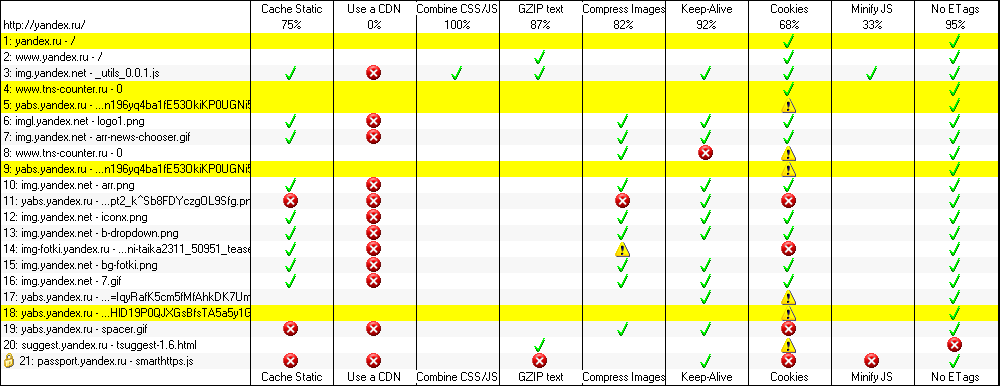 Cache Static Use a CDN Combine CSS/JS GZIP text Compress Images Keep-Alive Cookies Minify JS No ETags
http://yandex.ru/ 75% 0% 100% 87% 82% 92% 68% 33% 95%
1: yandex.ru - /
2: www.yandex.ru - /
3: img.yandex.net - _utils_0.0.1.js
4: www.tns-counter.ru - 0
5: yabs.yandex.ru - ...n196yq4ba1fE53OkiKP0UGNi5
6: imgl.yandex.net - logo1.png
7: img.yandex.net - arr-news-chooser.gif
8: www.tns-counter.ru - 0
9: yabs.yandex.ru - ...n196yq4ba1fE53OkiKP0UGNi5
10: img.yandex.net - arr.png
11: yabs.yandex.ru - ...pt2_k^Sb8FDYczgOL9Sfg.pn
12: img.yandex.net - iconx.png
13: img.yandex.net - b-dropdown.png
14: img-fotki.yandex.ru - ...ni-taika2311_50951_tease
15: img.yandex.net - bg-fotki.png
16: img.yandex.net - 7.gif
17: yabs.yandex.ru - ...=IqyRafK5cm5fMfAhkDK7Um
18: yabs.yandex.ru - ...HID19P0QJXGsBfsTA5a5y1G
19: yabs.yandex.ru - spacer.gif
20: suggest.yandex.ru - tsuggest-1.6.html
21: passport.yandex.ru - smarthttps.js
Cache Static Use a CDN Combine CSS/JS GZIP text Compress Images Keep-Alive Cookies Minify JS No ETags